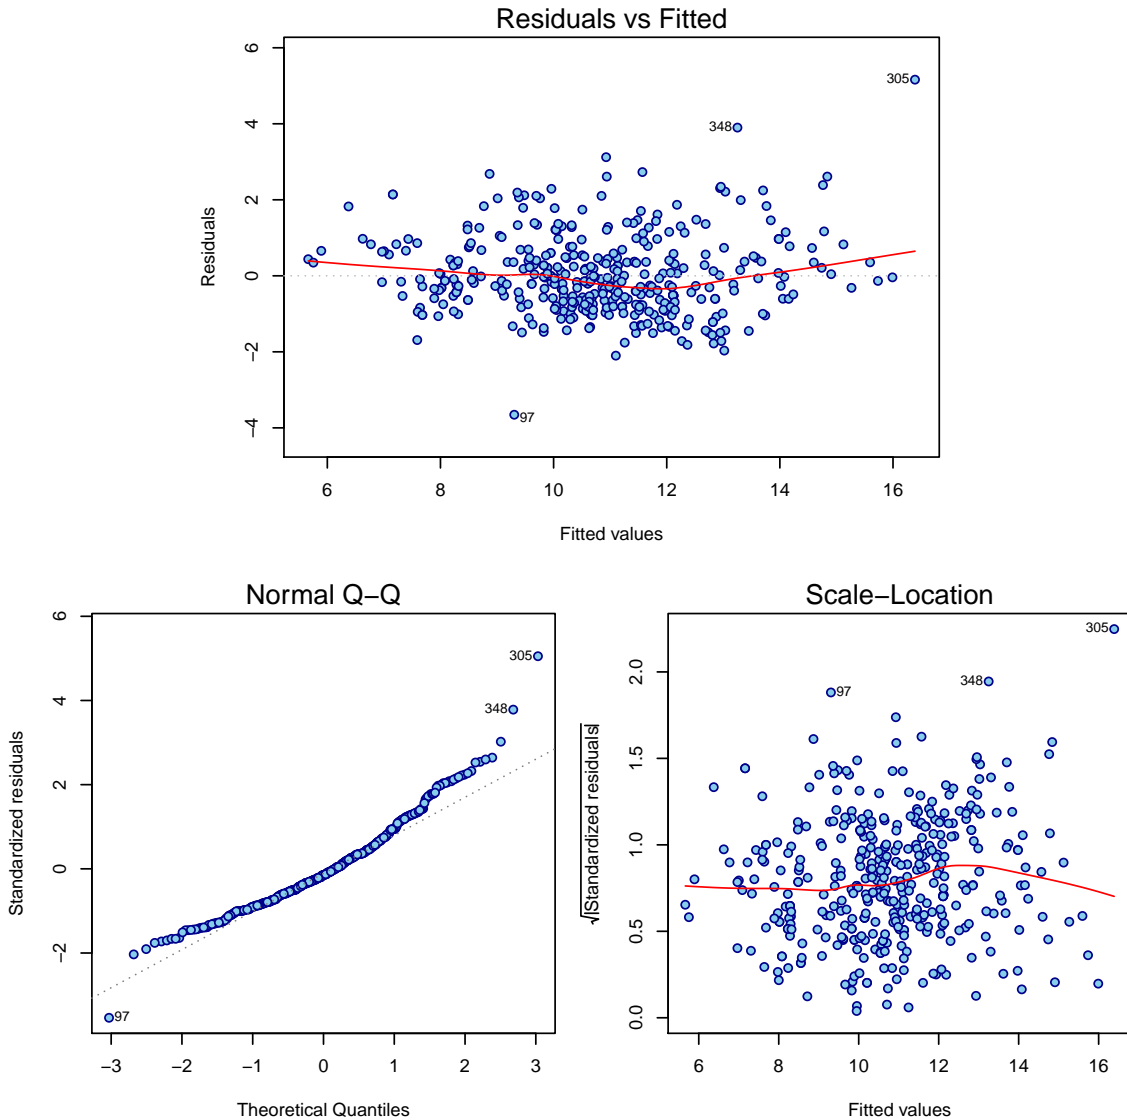 Residuals vs Fitted
6
4
2
0
−2
−4
Residuals
305
348
97
6 8 10 12 14 16
Fitted values
Normal Q−Q
6
4
2
0
−2
Standardized residuals
305
348
97
−3 −2 −1 0 1 2 3
Theoretical Quantiles
Scale−Location
2.0
1.5
1.0
0.5
0.0
√|Standardized residuals|
305
348
97
6 8 10 12 14 16
Fitted values